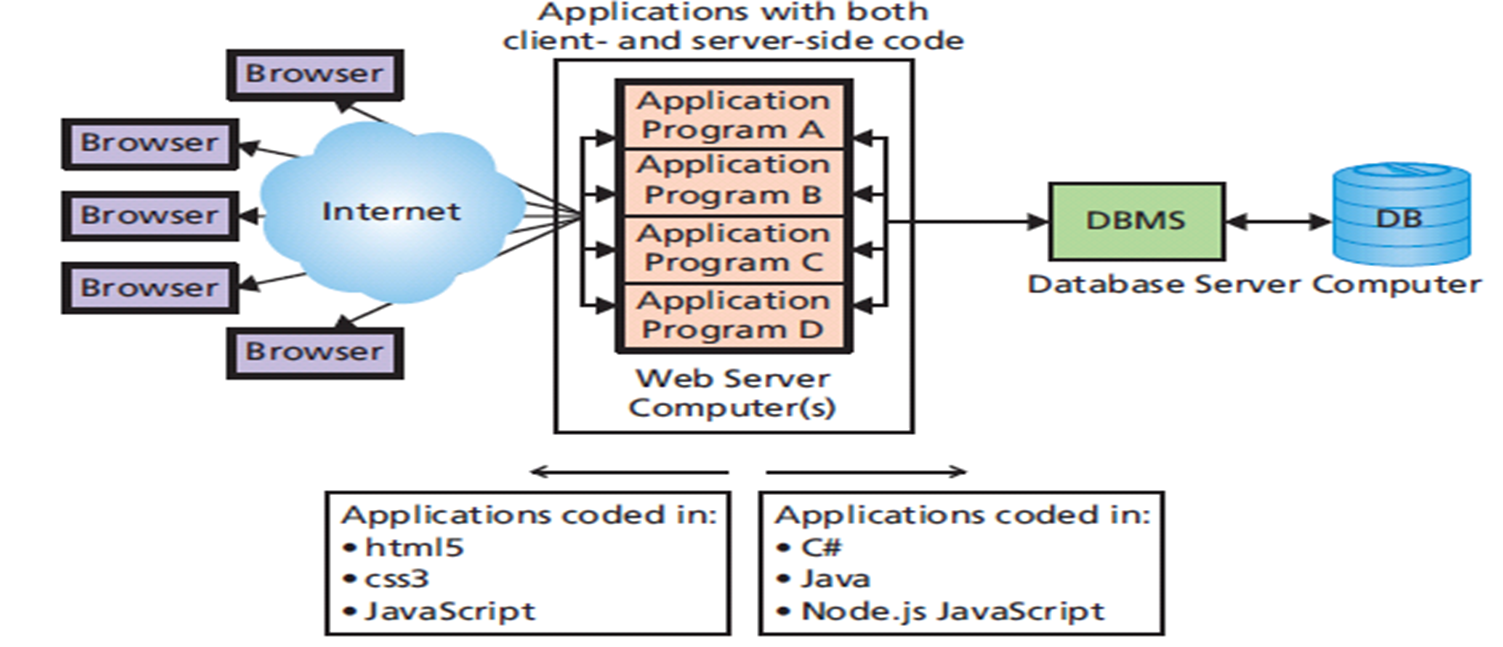 Applications with both
client- and server-side code
Browser
Browser
Browser
Browser
Browser
Internet
Application
Program A
Application
Program B
Application
Program C
Application
Program D
Web Server
Computer(s)
DBMS
DB
Database Server Computer
Applications coded in:
• html5
• css3
• JavaScript
Applications coded in:
• C#
• Java
• Node.js JavaScript